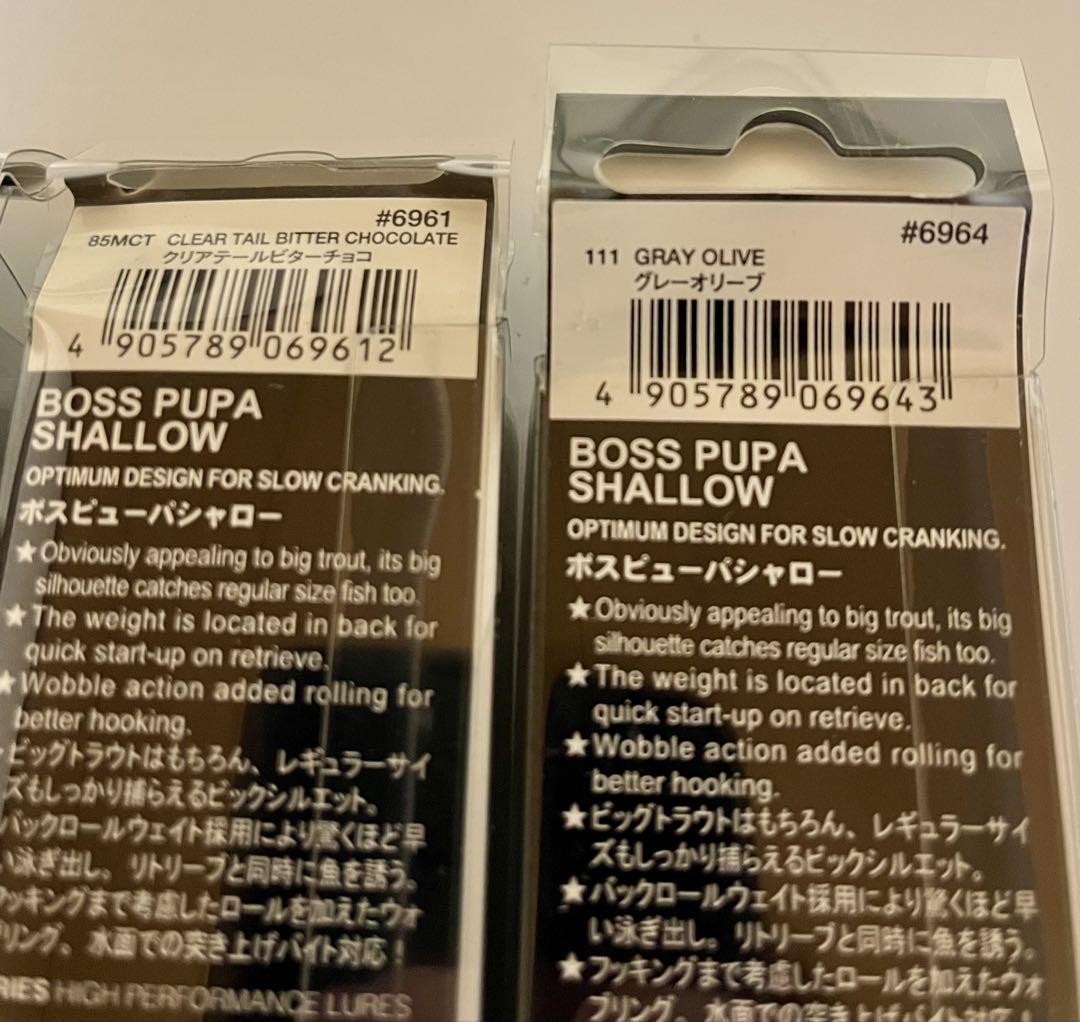 #6961
85MCT CLEAR TAIL BITTER CHOCOLATE
クリアテールビターチョコ
4 905789 069612
BOSS PUPA
SHALLOW
OPTIMUM DESIGN FOR SLOW CRANKING.
ボスピューパシャロー
★Obviously appealing to big trout, its big
silhouette catches regular size fish too.
★The weight is located in back for
quick start-up on retrieve.
★Wobble action added rolling for
better hooking.
ビッグトラウトはもちろん、レギュラーサイ
ズもしっかり捕らえるビックシルエット。
バックロールウェイト採用により驚くほど早
い泳ぎ出し。リトリーブと同時に魚を誘う。
フッキングまで考慮したロールを加えたウォ
ブリング、水面での突き上げバイト対応！
RIES HIGH PERFORMANCE LURES
#6964
111 GRAY OLIVE
グレーオリーブ
4 905789 069643
BOSS PUPA
SHALLOW
OPTIMUM DESIGN FOR SLOW CRANKING.
ボスピューパシャロー
★Obviously appealing to big trout, its big
silhouette catches regular size fish too.
★The weight is located in back for
quick start-up on retrieve.
★Wobble action added rolling for
better hooking.
★ビッグトラウトはもちろん、レギュラーサイ
ズもしっかり捕らえるビックシルエット。
★バックロールウェイト採用により驚くほど早
い泳ぎ出し。リトリーブと同時に魚を誘う。
★フッキングまで考慮したロールを加えたウォ
ブリング、水面での突き上げバイト対応！